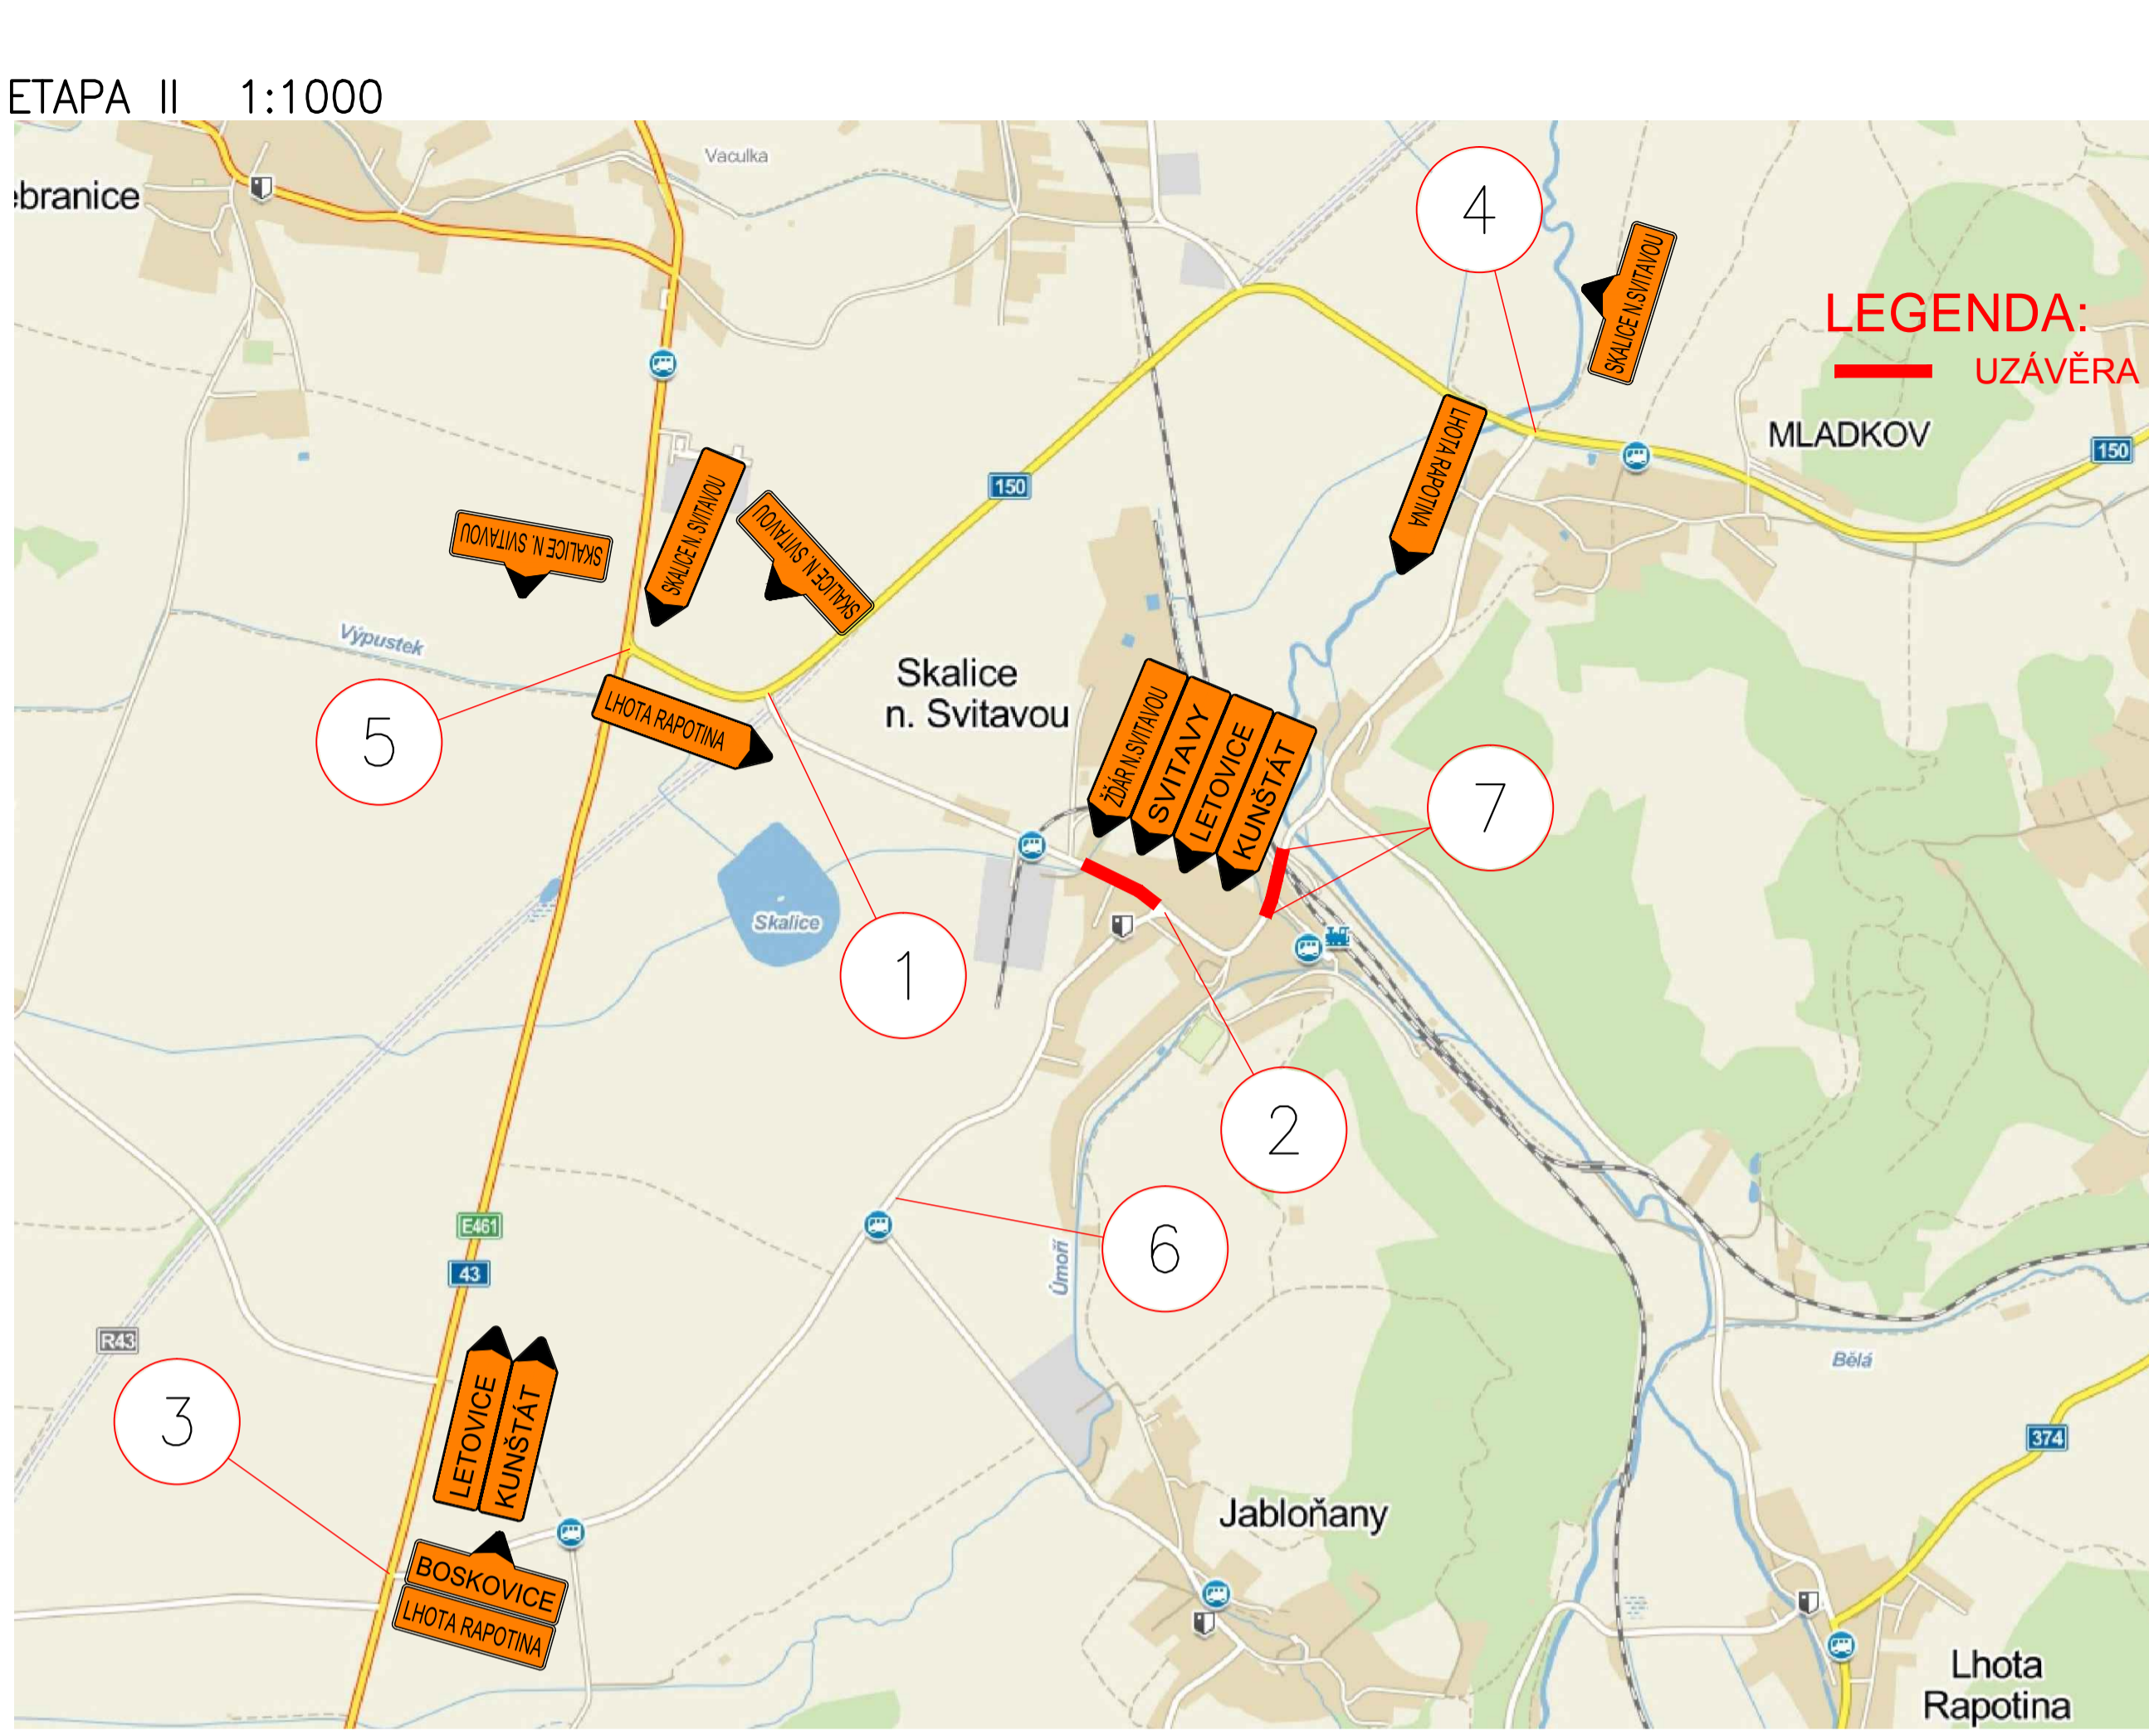 ETAPA II 1:1000
Vaculka
ebranice
4
SKALICE N.SVITAVOU
LEGENDA:
UZÁVĚRA
MLADKOV
150
150
LHOTA RAPOTINA
SKALICE N. SVITAVOU
SKALICE N. SVITAVOU
SKALICE N. SVITAVOU
Výpustek
Skalice
n. Svitavou
5
LHOTA RAPOTINA
ŽĎÁR N.SVITAVOU
SVITAVY
LETOVICE
KUNŠTÁT
7
Skalice
1
2
6
E461
43
Úmoří
R43
3
LETOVICE
KUNŠTÁT
BOSKOVICE
LHOTA RAPOTINA
Bělá
374
Jabloňany
Lhota
Rapotina